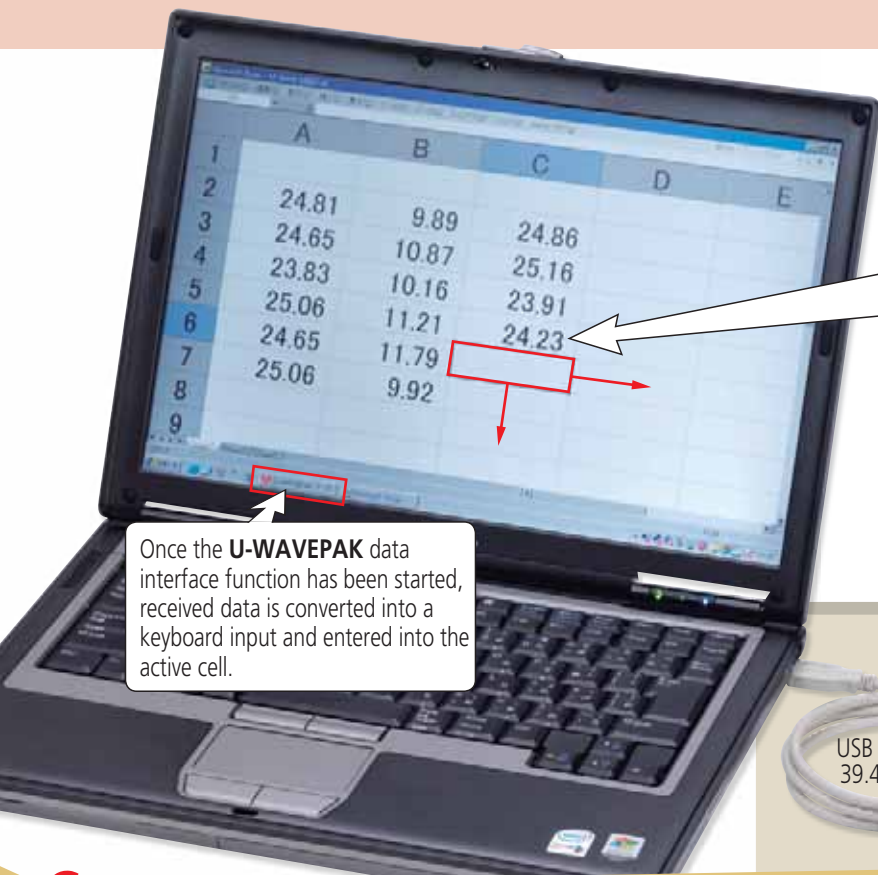 A B C D E
1
2 24.81 9.89 24.86
3 24.65 10.87 25.16
4 23.83 10.16 23.91
5 25.06 11.21 24.23
6 24.65 11.79
7 25.06 9.92
8
9
Once the U-WAVEPAK data
interface function has been started,
received data is converted into a
keyboard input and entered into the
active cell.
USB
39.4